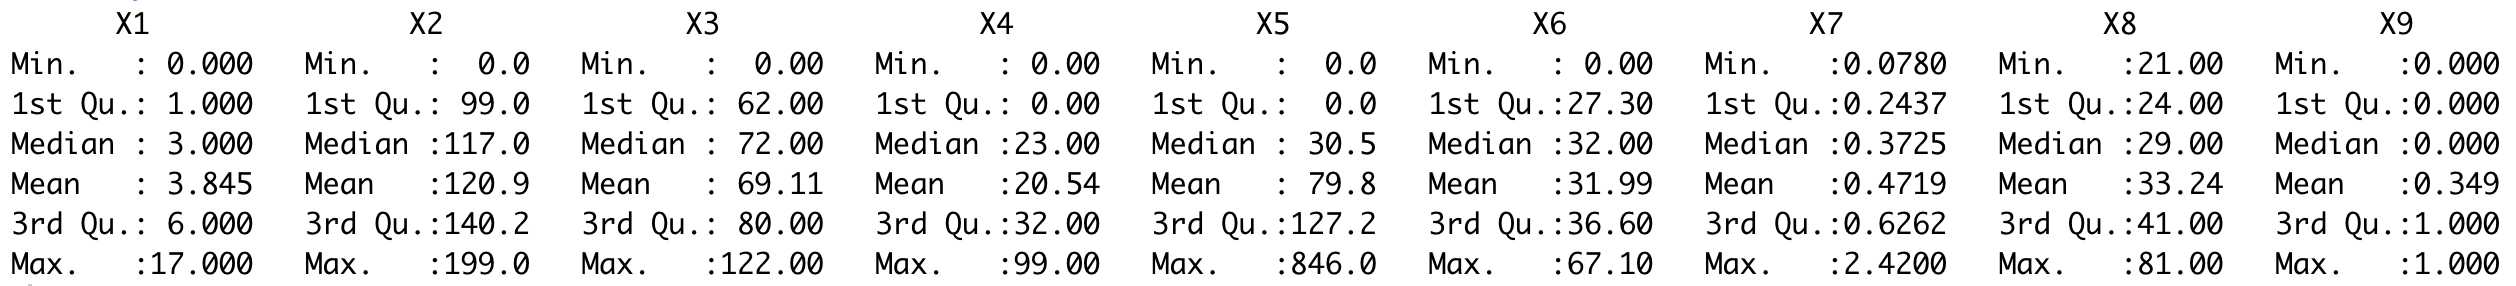 X1 X2 X3 X4 X5 X6 X7 X8 X9
Min.   : 0.000 Min.   :  0.0 Min.   :  0.00 Min.   : 0.00 Min.   :  0.0 Min.   : 0.00 Min.   :0.0780 Min.   :21.00 Min.   :0.000
1st Qu.: 1.000 1st Qu.: 99.0 1st Qu.: 62.00 1st Qu.: 0.00 1st Qu.:  0.0 1st Qu.:27.30 1st Qu.:0.2437 1st Qu.:24.00 1st Qu.:0.000
Median : 3.000 Median :117.0 Median : 72.00 Median :23.00 Median : 30.5 Median :32.00 Median :0.3725 Median :29.00 Median :0.000
Mean   : 3.845 Mean   :120.9 Mean   : 69.11 Mean   :20.54 Mean   : 79.8 Mean   :31.99 Mean   :0.4719 Mean   :33.24 Mean   :0.349
3rd Qu.: 6.000 3rd Qu.:140.2 3rd Qu.: 80.00 3rd Qu.:32.00 3rd Qu.:127.2 3rd Qu.:36.60 3rd Qu.:0.6262 3rd Qu.:41.00 3rd Qu.:1.000
Max.   :17.000 Max.   :199.0 Max.   :122.00 Max.   :99.00 Max.   :846.0 Max.   :67.10 Max.   :2.4200 Max.   :81.00 Max.   :1.000